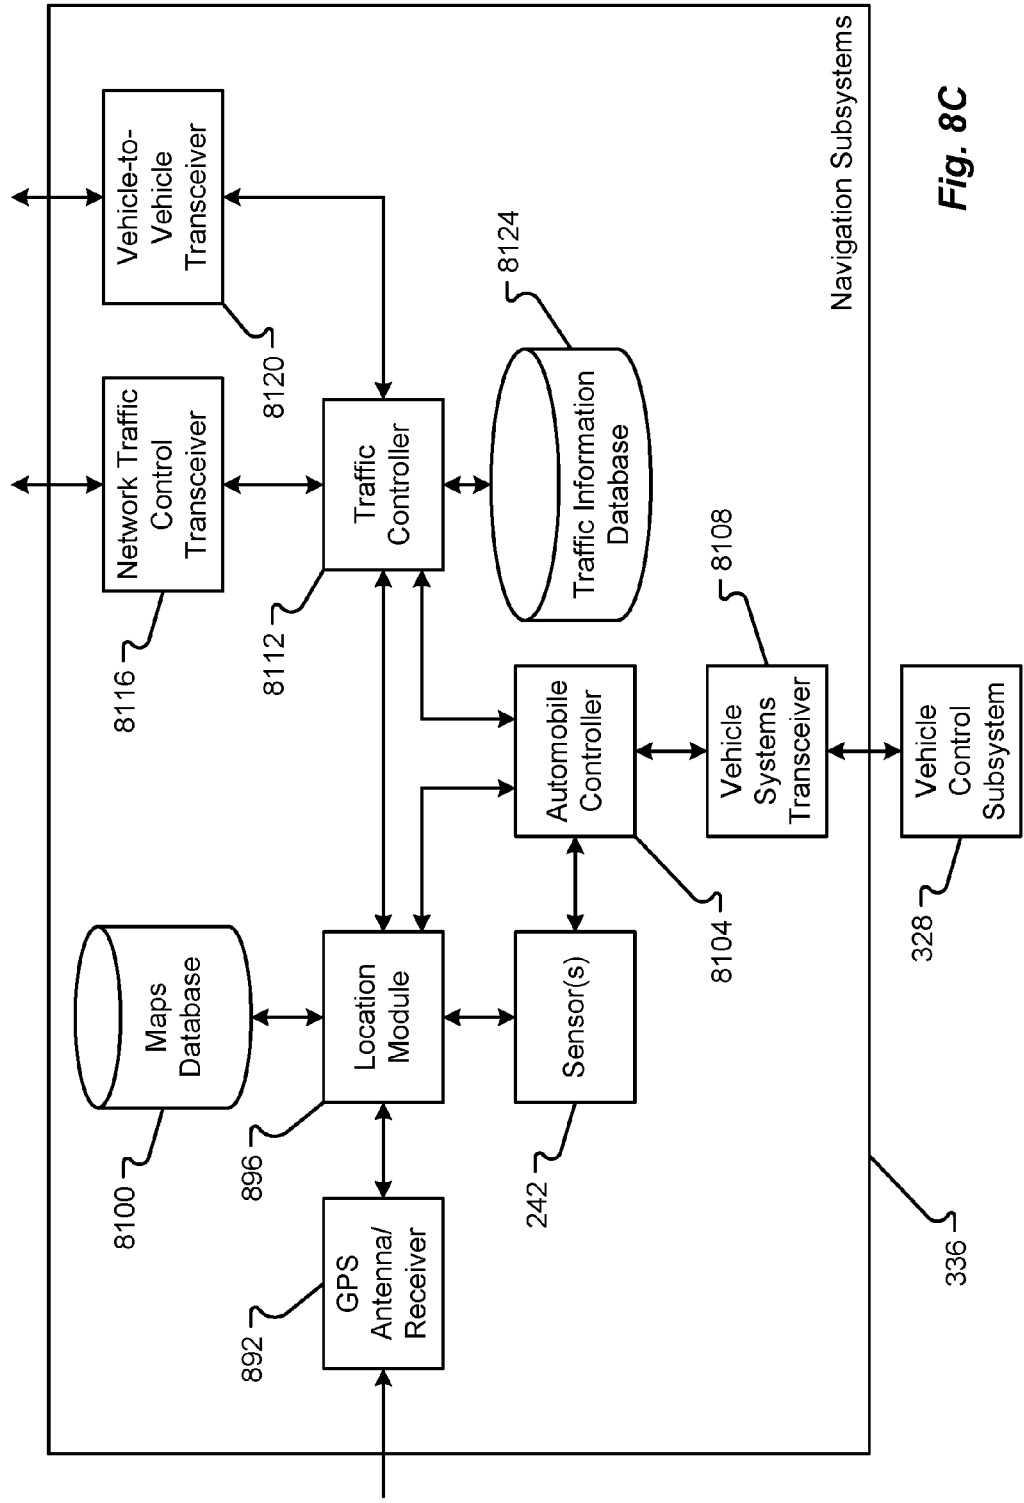 8100
Maps
Database
8116
Network Traffic
Control
Transceiver
8120
Vehicle-to-
Vehicle
Transceiver
892
GPS
Antenna/
Receiver
896
Location
Module
8112
Traffic
Controller
242
Sensor(s)
8104
Automobile
Controller
8124
Traffic Information
Database
8108
Vehicle
Systems
Transceiver
Navigation Subsystems
336
328
Vehicle
Control
Subsystem
Fig. 8C